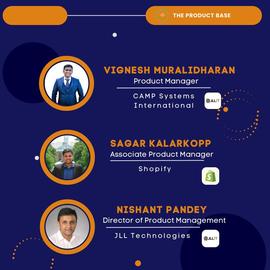 THE PRODUCT BASE
VIGNESH MURALIDHARAN
Product Manager
CAMP Systems
International
SAGAR KALARKOPP
Associate Product Manager
Shopify
NISHANT PANDEY
Director of Product Management
JLL Technologies